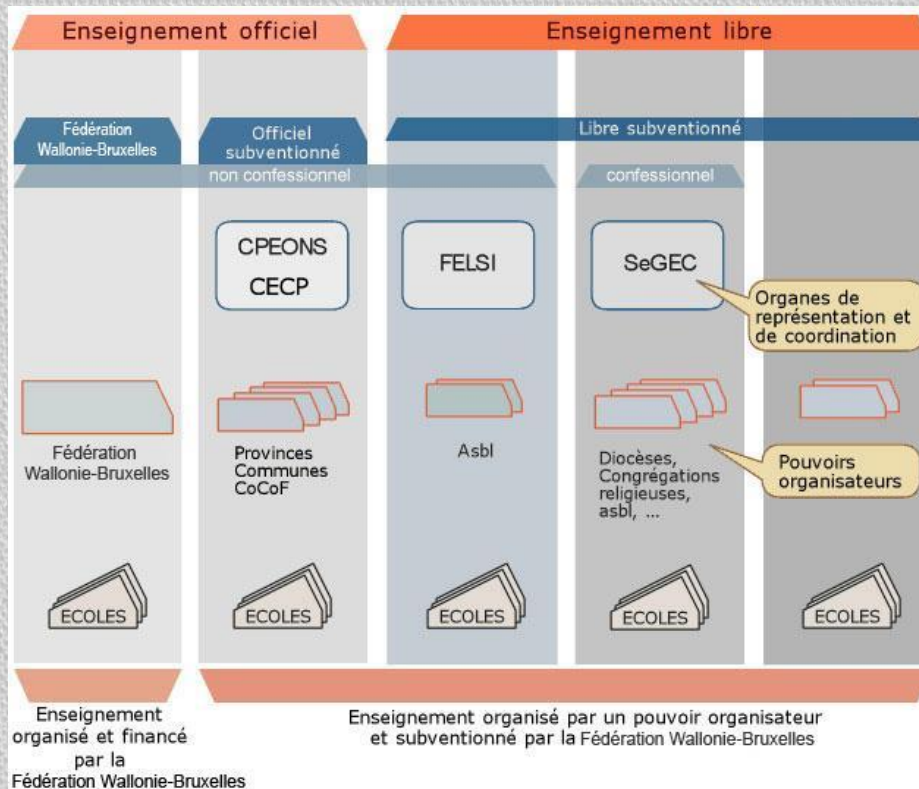 Enseignement officiel
Enseignement libre
Fédération
Wallonie-Bruxelles
Officiel
subventionné
Libre subventionné
non confessionnel
confessionnel
CPEONS
CECP
FELSI
SeGEC
Organes de
représentation et
de coordination
Fédération
Wallonie-Bruxelles
Provinces
Communes
CoCoF
Asbl
Diocèses,
Congrégations
religieuses,
asbl, ...
Pouvoirs
organisateurs
ECOLES
ECOLES
ECOLES
ECOLES
ECOLES
Enseignement
organisé et financé
par la
Fédération Wallonie-Bruxelles
Enseignement organisé par un pouvoir organisateur
et subventionné par la Fédération Wallonie-Bruxelles